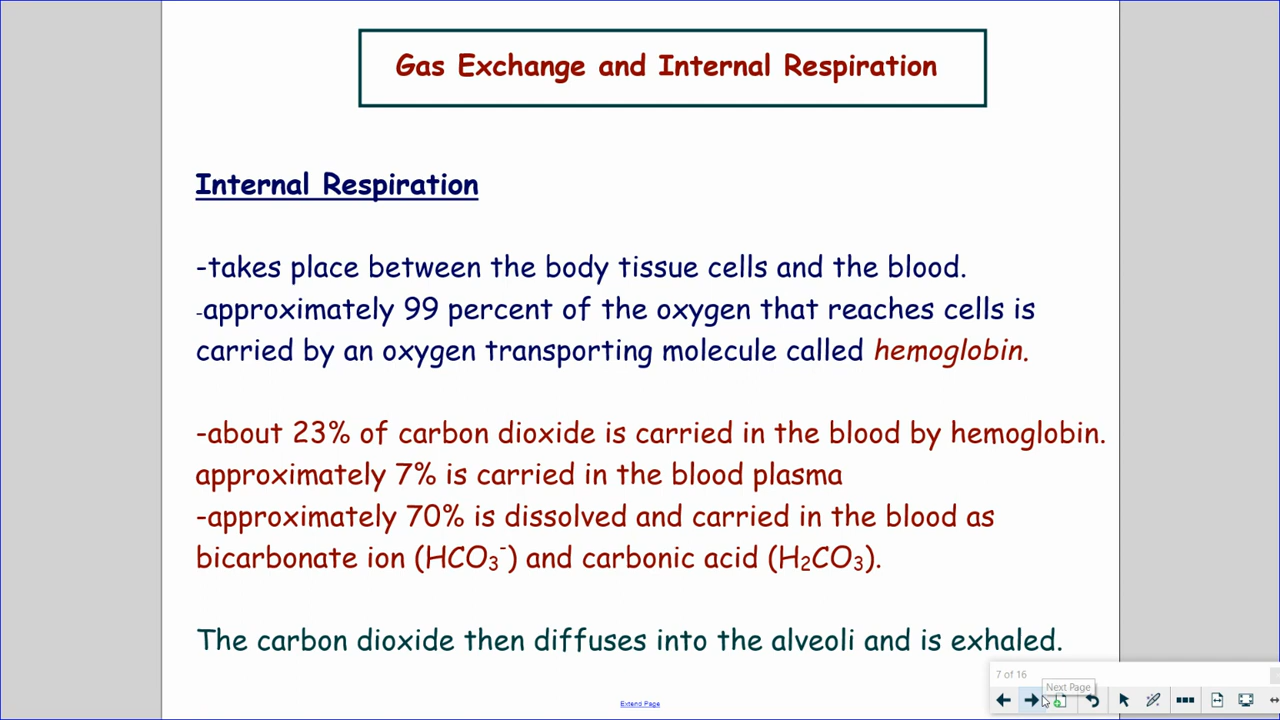 Gas Exchange and Internal Respiration
Internal Respiration
-takes place between the body tissue cells and the blood.
-approximately 99 percent of the oxygen that reaches cells is
carried by an oxygen transporting molecule called hemoglobin.
-about 23% of carbon dioxide is carried in the blood by hemoglobin.
approximately 7% is carried in the blood plasma
-approximately 70% is dissolved and carried in the blood as
bicarbonate ion (HCO₃⁻) and carbonic acid (H₂CO₃).
The carbon dioxide then diffuses into the alveoli and is exhaled.
7 of 16
Next Page
Extend Page